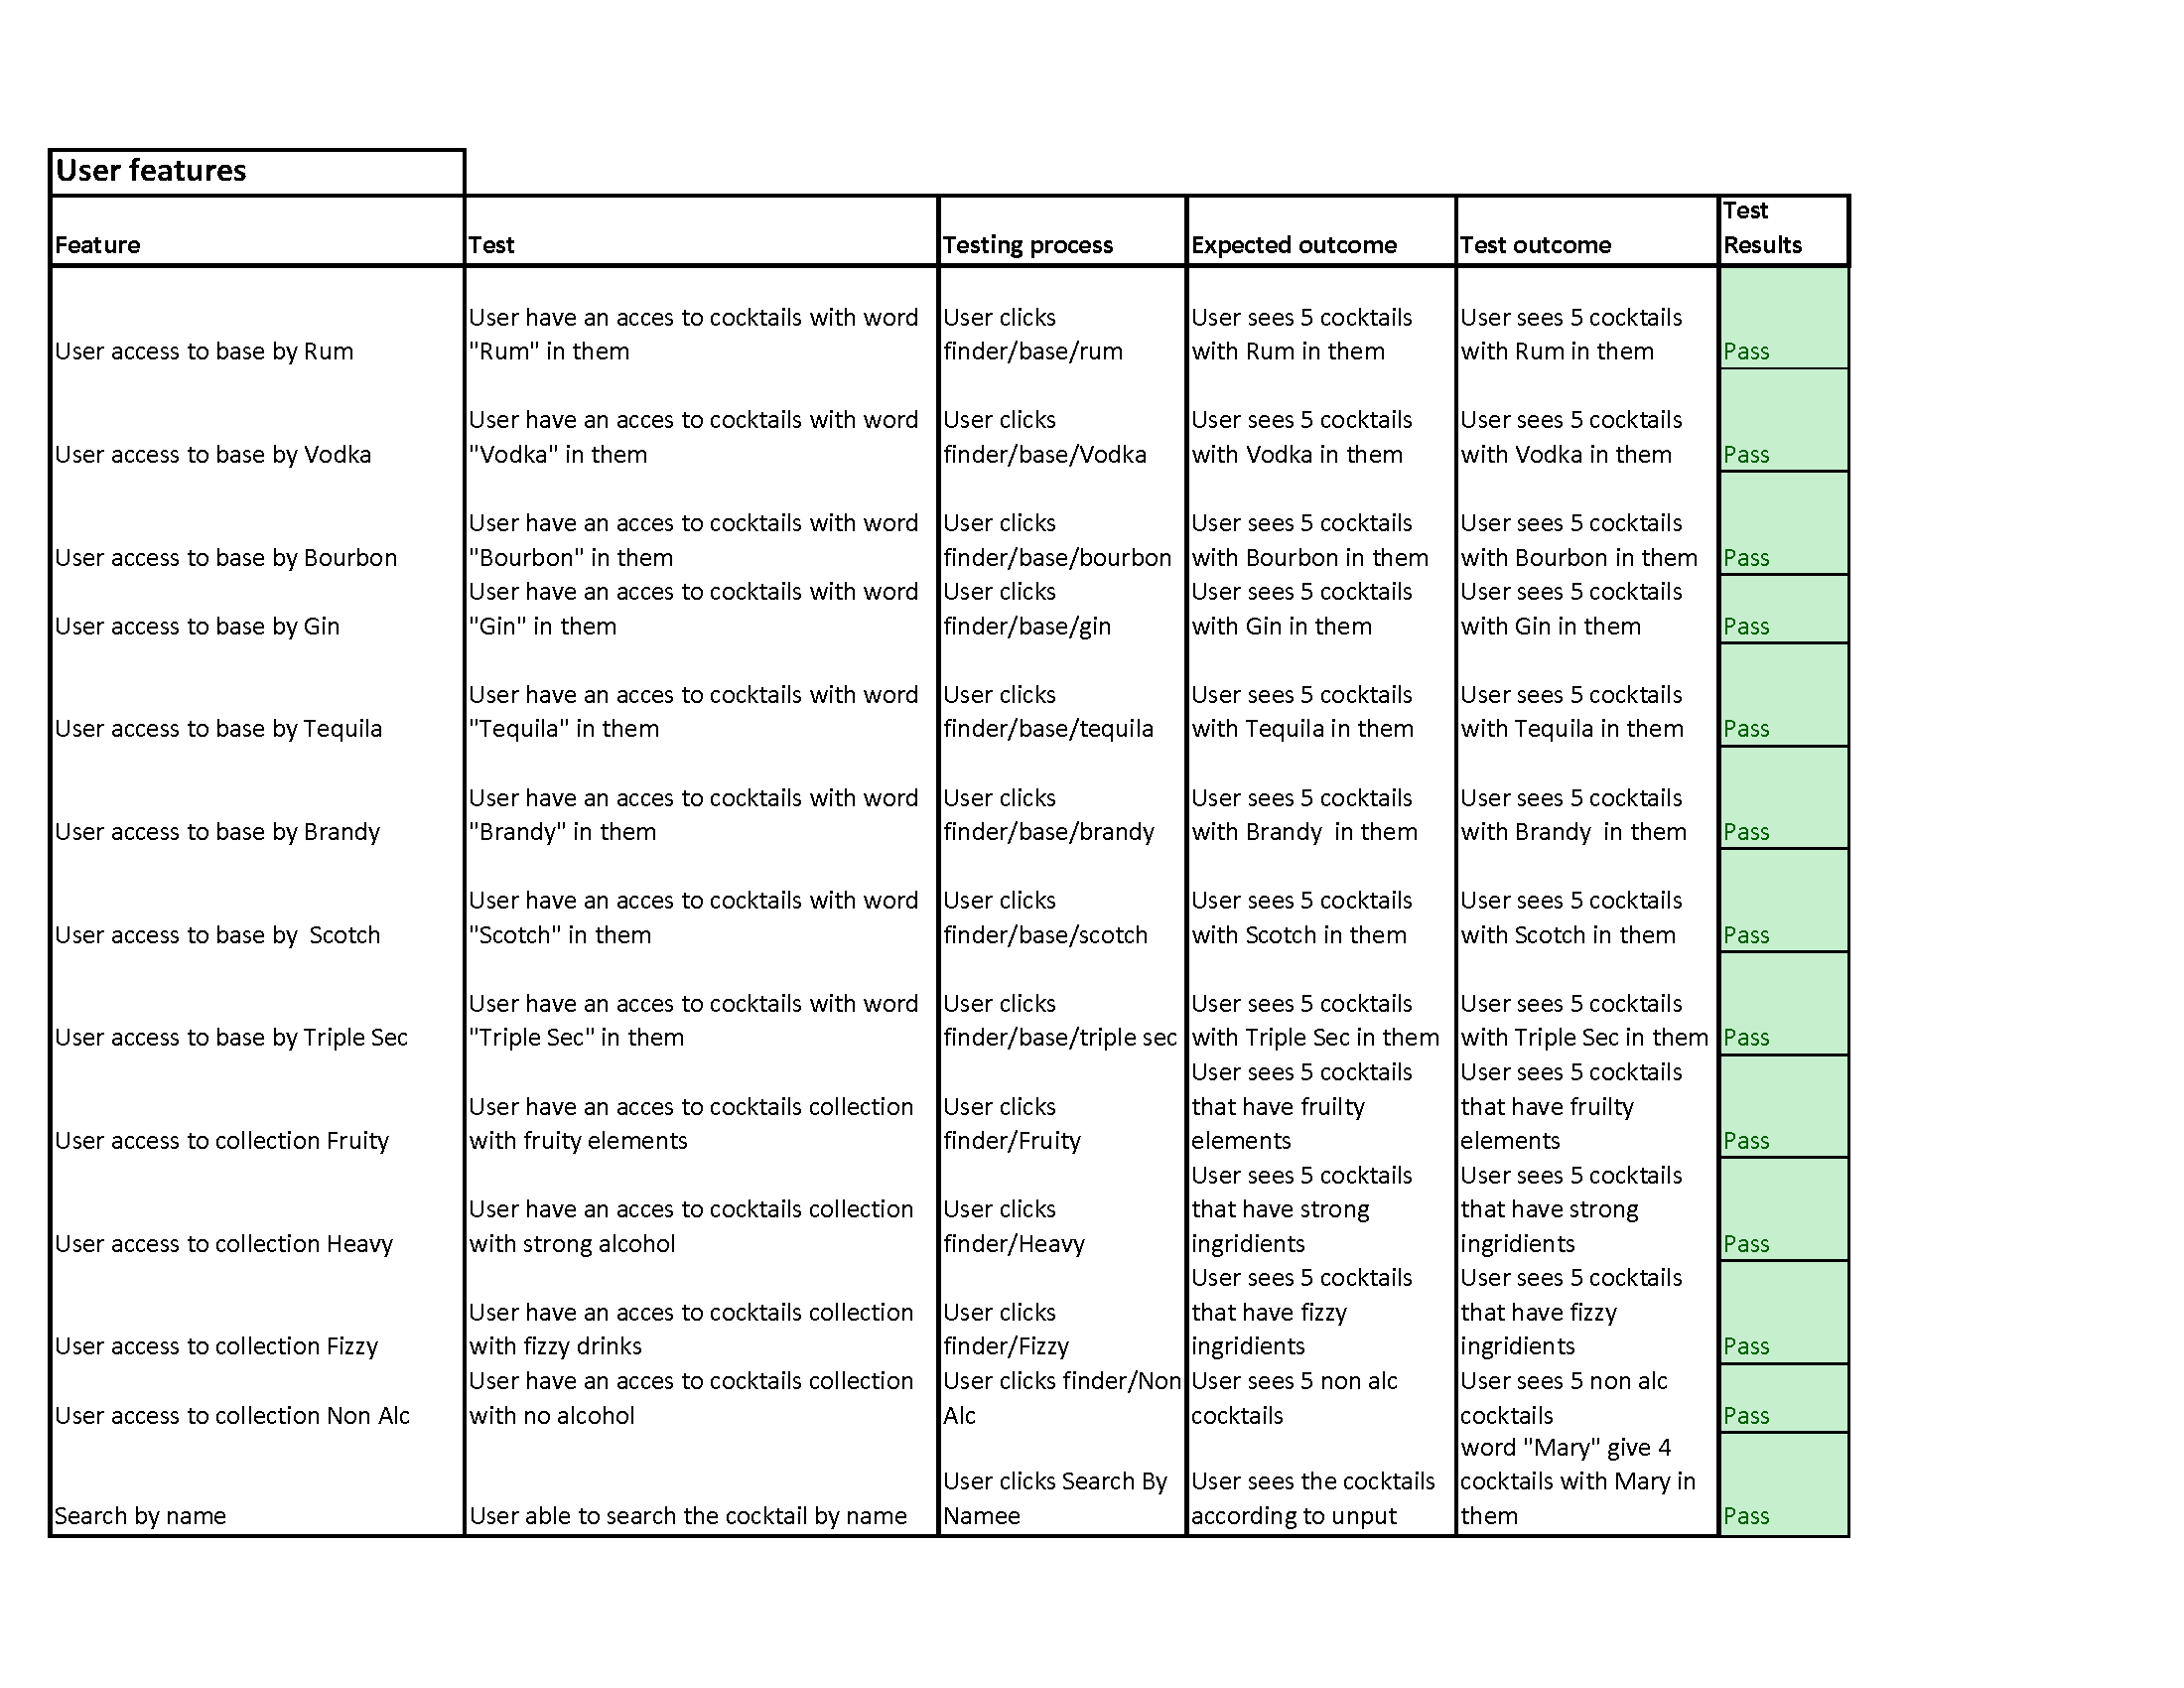 User features
Feature Test Testing process Expected outcome Test outcome Test
Results
User access to base by Rum
User have an acces to cocktails with word
"Rum" in them
User clicks
finder/base/rum
User sees 5 cocktails
with Rum in them
User sees 5 cocktails
with Rum in them
Pass
User access to base by Vodka
User have an acces to cocktails with word
"Vodka" in them
User clicks
finder/base/Vodka
User sees 5 cocktails
with Vodka in them
User sees 5 cocktails
with Vodka in them
Pass
User access to base by Bourbon
User have an acces to cocktails with word
"Bourbon" in them
User clicks
finder/base/bourbon
User sees 5 cocktails
with Bourbon in them
User sees 5 cocktails
with Bourbon in them
Pass
User access to base by Gin
User have an acces to cocktails with word
"Gin" in them
User clicks
finder/base/gin
User sees 5 cocktails
with Gin in them
User sees 5 cocktails
with Gin in them
Pass
User access to base by Tequila
User have an acces to cocktails with word
"Tequila" in them
User clicks
finder/base/tequila
User sees 5 cocktails
with Tequila in them
User sees 5 cocktails
with Tequila in them
Pass
User access to base by Brandy
User have an acces to cocktails with word
"Brandy" in them
User clicks
finder/base/brandy
User sees 5 cocktails
with Brandy  in them
User sees 5 cocktails
with Brandy  in them
Pass
User access to base by  Scotch
User have an acces to cocktails with word
"Scotch" in them
User clicks
finder/base/scotch
User sees 5 cocktails
with Scotch in them
User sees 5 cocktails
with Scotch in them
Pass
User access to base by Triple Sec
User have an acces to cocktails with word
"Triple Sec" in them
User clicks
finder/base/triple sec
User sees 5 cocktails
with Triple Sec in them
User sees 5 cocktails
with Triple Sec in them
Pass
User access to collection Fruity
User have an acces to cocktails collection
with fruity elements
User clicks
finder/Fruity
User sees 5 cocktails
that have fruilty
elements
User sees 5 cocktails
that have fruilty
elements
Pass
User access to collection Heavy
User have an acces to cocktails collection
with strong alcohol
User clicks
finder/Heavy
User sees 5 cocktails
that have strong
ingridients
User sees 5 cocktails
that have strong
ingridients
Pass
User access to collection Fizzy
User have an acces to cocktails collection
with fizzy drinks
User clicks
finder/Fizzy
User sees 5 cocktails
that have fizzy
ingridients
User sees 5 cocktails
that have fizzy
ingridients
Pass
User access to collection Non Alc
User have an acces to cocktails collection
with no alcohol
User clicks finder/Non
Alc
User sees 5 non alc
cocktails
User sees 5 non alc
cocktails
Pass
Search by name
User able to search the cocktail by name
User clicks Search By
Namee
User sees the cocktails
according to unput
word "Mary" give 4
cocktails with Mary in
them
Pass